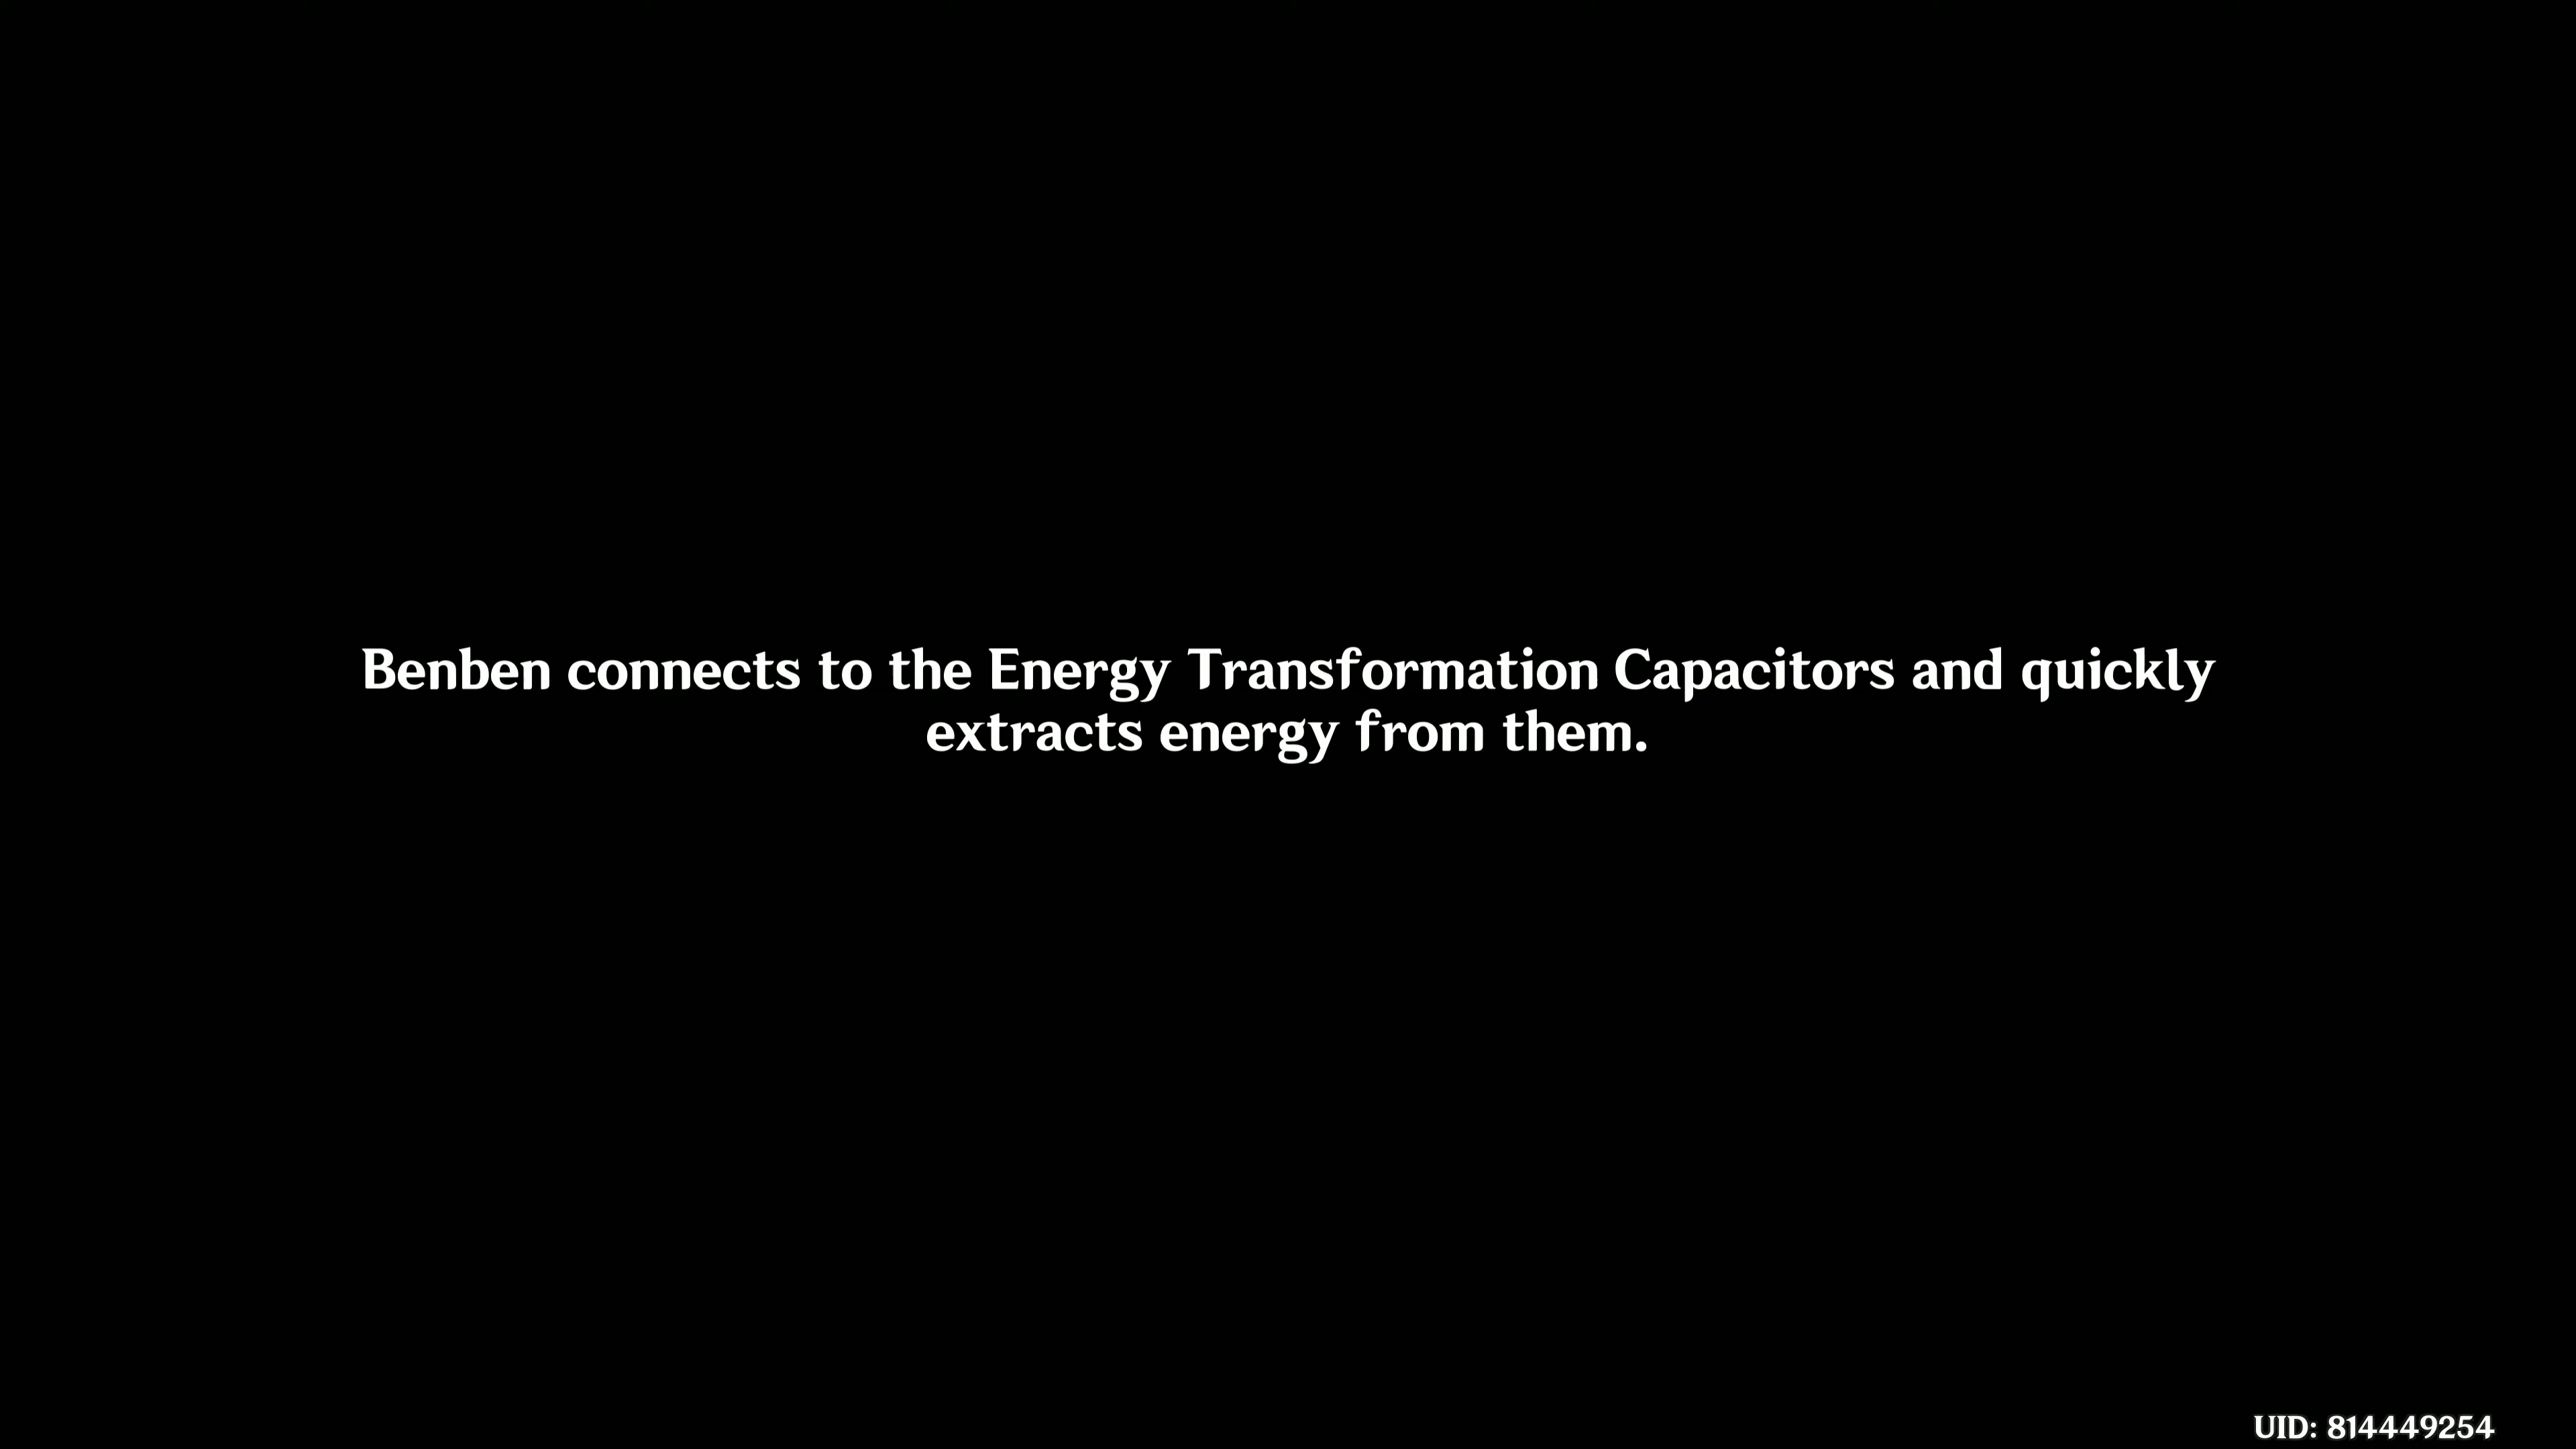 Benben connects to the Energy Transformation Capacitors and quickly
extracts energy from them.
UID: 814449254